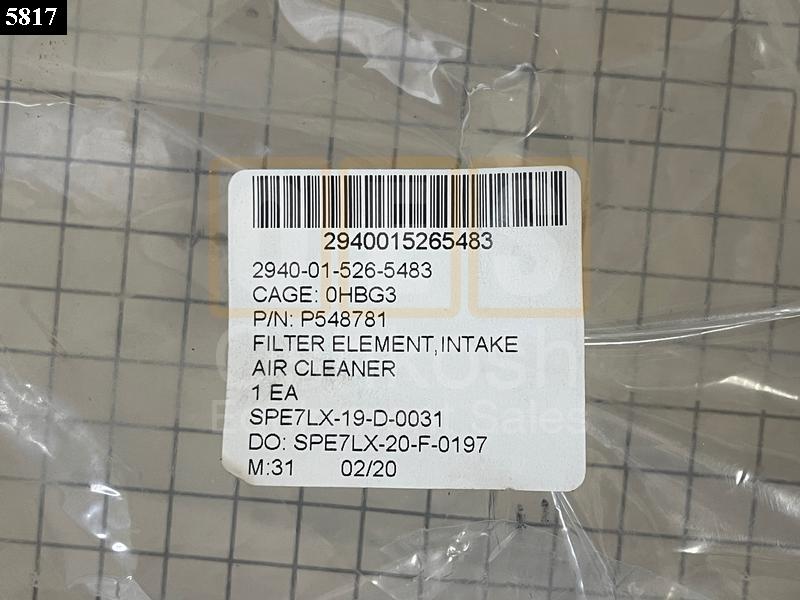 5817
2940015265483
2940-01-526-5483
CAGE: 0HBG3
P/N: P548781
FILTER ELEMENT,INTAKE
AIR CLEANER
1 EA
SPE7LX-19-D-0031
DO: SPE7LX-20-F-0197
M:31 02/20